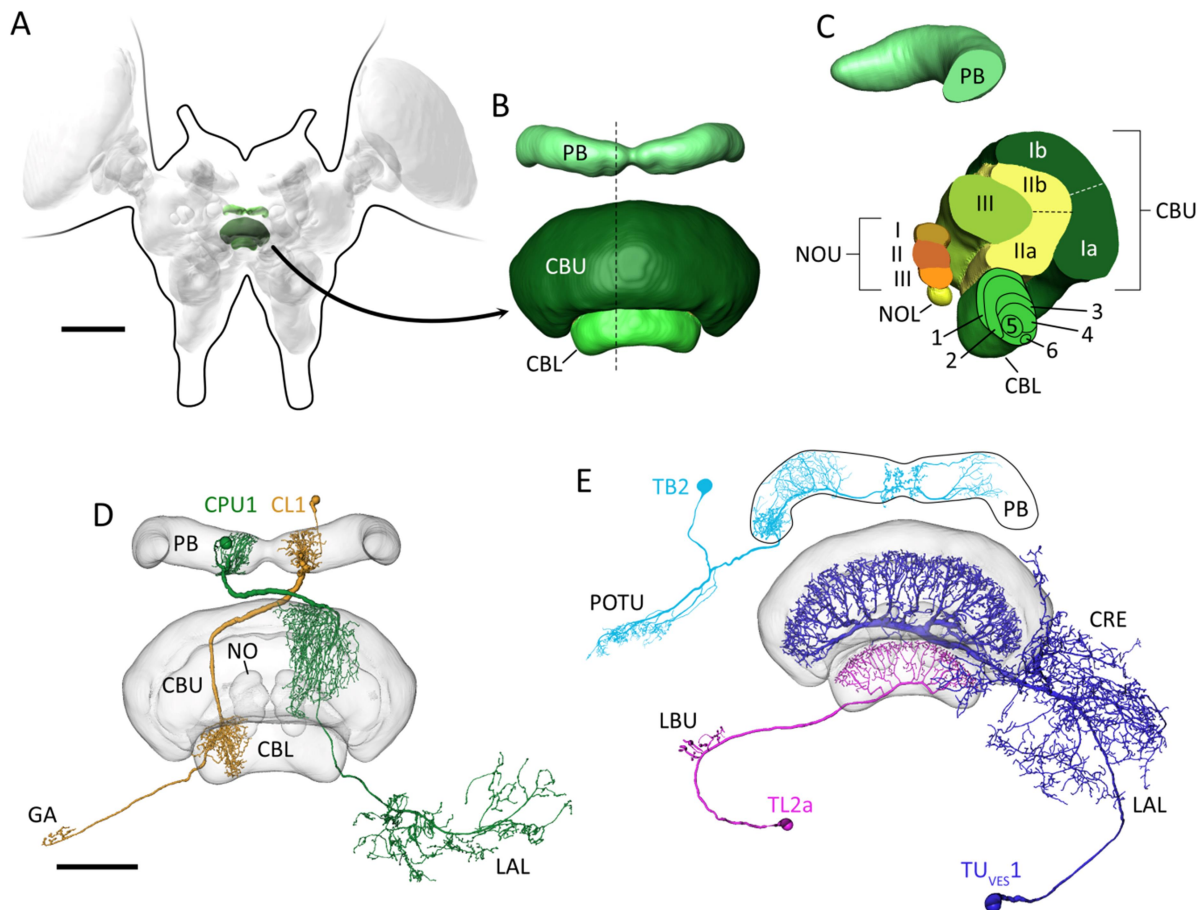 A
B
PB
CBU
CBL
C
PB
Ib
IIb
III
IIa
Ia
CBU
NOU
I
II
III
NOL
1
2
5
3
4
6
CBL
D
CPU1
CL1
PB
NO
CBU
CBL
GA
LAL
E
TB2
PB
POTU
CRE
LBU
TL2a
LAL
TU_VES1